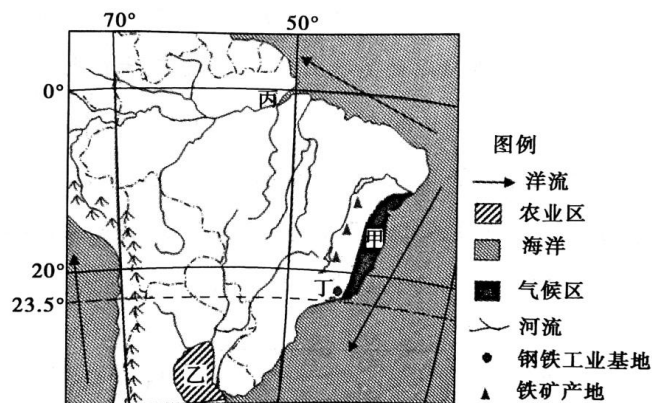 70° 50°
0°
丙
甲
20°
丁
23.5°
乙
图例
洋流
农业区
海洋
气候区
河流
钢铁工业基地
铁矿产地